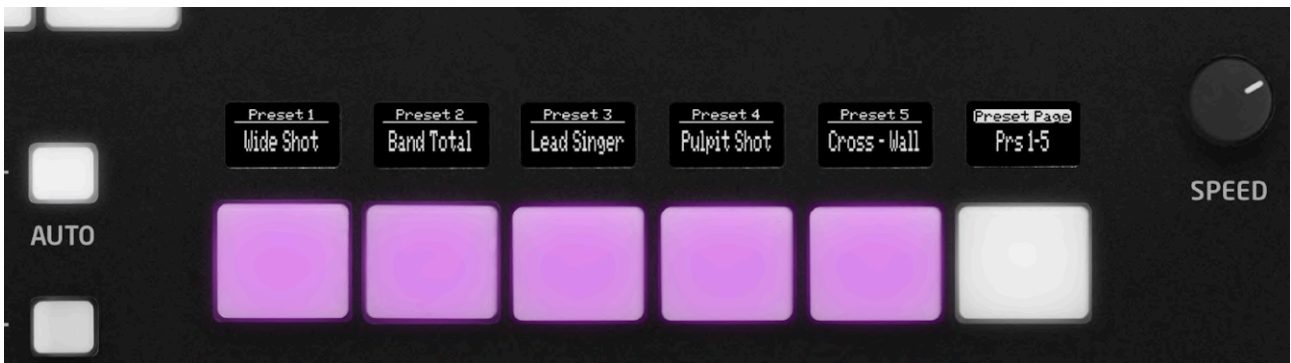 Preset 1
Wide Shot
Preset 2
Band Total
Preset 3
Lead Singer
Preset 4
Pulpit Shot
Preset 5
Cross - Wall
Preset Page
Prs 1-5
SPEED
AUTO